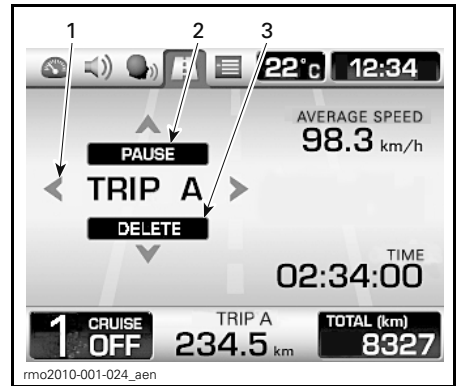 1 2 3
22°c 12:34
AVERAGE SPEED
98.3 km/h
PAUSE
TRIP A
DELETE
TIME
02:34:00
1 CRUISE OFF
TRIP A
234.5 km
TOTAL (km)
8327
rmo2010-001-024_aen